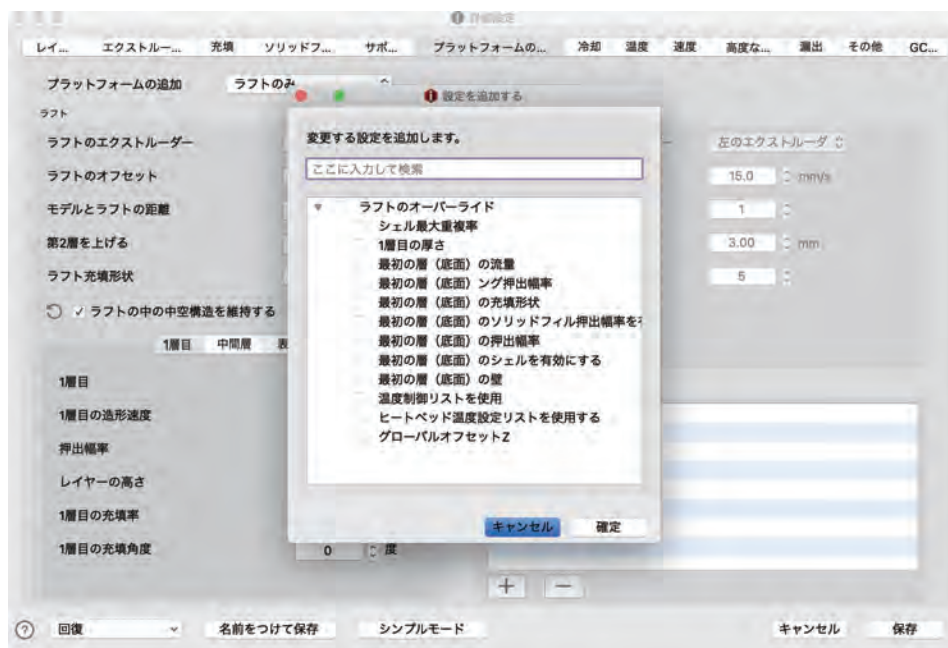 詳細設定
レイ... エクストルー... 充填 ソリッドフ... サポ... プラットフォームの... 冷却 温度 速度 高度な... 漏出 その他 GC...
プラットフォームの追加 ラフトのみ
設定を追加する
ラフト
変更する設定を追加します。
ラフトのエクストルーダー 左のエクストルーダ
ここに入力して検索
ラフトのオフセット 15.0 mm/s
モデルとラフトの距離 1
第2層を上げる 3.00 mm
ラフト充填形状 5
ラフトの中の中空構造を維持する
ラフトのオーバーライド
シェル最大重複率
1層目の厚さ
最初の層（底面）の流量
最初の層（底面）ング押出幅率
最初の層（底面）の充填形状
最初の層（底面）のソリッドフィル押出幅率を
最初の層（底面）の押出幅率
最初の層（底面）のシェルを有効にする
最初の層（底面）の壁
温度制御リストを使用
ヒートベッド温度設定リストを使用する
グローバルオフセットZ
キャンセル 確定
1層目 中間層 表
1層目
1層目の造形速度
押出幅率
レイヤーの高さ
1層目の充填率
1層目の充填角度 0 度
+ −
? 回復 名前をつけて保存 シンプルモード キャンセル 保存